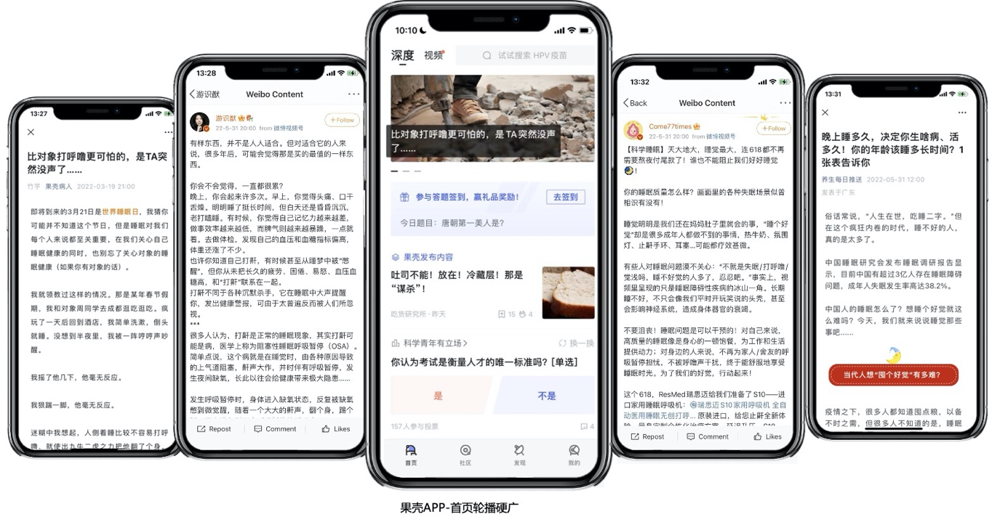 13:27
比对象打呼噜更可怕的，是TA突
然没声了……
竹芋 果壳病人 2022-03-19 21:00
即将到来的3月21日是世界睡眠日，我猜你
可能并不知道这个节日，但是睡眠对我们
每个人来说都至关重要，在我们关心自己
睡眠健康的同时，也别忘了关心对象的睡
眠健康（如果你有对象的话）。
我就领教过这样的情况。那是某年春节假
期，我和对象周同学去成都逛吃逛吃。疯
玩了一天后回到酒店，我简单洗漱，倒头
就睡。没想到半夜里，我被一阵哼哼声吵
醒。
我摇了他几下，他毫无反应。
我狠踹一脚，他毫无反应。
迷糊中我想起，人侧着睡比较不容易打呼
噜，就使出九牛二虎之力把他翻了个身。
13:28
游识猷
Weibo Content
游识猷
22-5-31 20:00 from 微博视频号
+Follow
有样东西，并不是人人适合。但对适合它的人来
说，很多年后，可能会觉得那是买的最值的一样东
西。
你会不会觉得，一直都很累？
晚上，你会起来许多次。早上，你觉得头痛、口干
舌燥。明明睡了挺长时间，但白天还是昏昏沉沉，
老打瞌睡。有时候，你觉得自己记忆力越来越差，
做事效率越来越低，而脾气则越来越暴躁，一点就
着。去做体检，发现自己的血压和血糖指标偏高，
体重还涨了不少。
也许你知道自己打鼾，有时候甚至从睡梦中被“憋
醒”，但你从来把长久的疲劳、困倦、易怒、血压血
糖高，和“打鼾”联系在一起。
打鼾不同于各种沉默杀手，它在睡眠中大声提醒
你，发出健康警报，可由于太普遍反而被人们所忽
视。
***
很多人认为，打鼾是正常的睡眠现象，其实打鼾可
能是病，医学上称为阻塞性睡眠呼吸暂停（OSA）。
简单点说，这个病就是在睡觉时，由各种原因导致
的上气道阻塞，鼾声大作，并时伴有呼吸暂停，发
生夜间缺氧，长此以往会给健康带来极大隐患……
发生呼吸暂停时，身体进入缺氧状态，反复被缺氧
憋到微觉醒，随着一个大大的鼾声，翻个身，踢个
Repost
Comment
Likes
10:10
深度 视频
试试搜索 HPV疫苗
比对象打呼噜更可怕的，是 TA 突然没声
了……
参与答题签到，赢礼品奖励！
去签到
今日题目：唐朝第一美人是？
果壳发布内容
吐司不能！放在！冷藏层！那是
“谋杀”！
吃货研究所 · 昨天
15 4
科学青年有立场
换一换
你认为考试是衡量人才的唯一标准吗？[单选]
是
不是
157人参与投票
4
首页
社区
发现
我的
13:32
Back
Weibo Content
Come77times
22-5-31 20:00 from 微博视频号
+Follow
【科学睡眠】天大地大，睡觉最大，连618都不再
需要熬夜付尾款了！谁也不能阻止我们好好睡觉
！
你的睡眠质量怎么样？画面里的各种失眠场景似曾
相识有没有！
睡觉明明是我们还在妈妈肚子里就会的事，“睡个好
觉”却是很多成年人都做不到的事情，热牛奶、氛围
灯、止鼾手环、耳塞...可能都疗效甚微。
有些人对睡眠问题漠不关心：“不就是失眠/打呼噜/
觉浅吗，睡不好觉的人多了，忍忍吧。”事实上，视
频里呈现的只是睡眠障碍性疾病的冰山一角。长期
睡不好，不只会像我们平时开玩笑说的头秃，甚至
会影响神经系统，造成身体器官的衰竭。
不要沮丧！睡眠问题是可以干预的！对自己来说，
高质量的睡眠像是身心的一顿饱餐，为工作和生活
提供动力；对身边的人来说，不再为家人/舍友的呼
吸暂停担忧，不被呼噜声干扰，终于能舒服地享受
睡眠时光。为了我们的好觉，行动起来！
这个618，ResMed瑞思迈给我们准备了S10——进
口家用睡眠呼吸机：瑞思迈S10家用呼吸机 全自
动医用睡眠无创打呼... 原装进口，给您止鼾全新体
Repost
Comment
Likes
13:31
晚上睡多久，决定你生啥病、活
多久！你的年龄该睡多长时间？1
张表告诉你
养生每日推送 2022-05-31 12:00
发表于广东
俗话常说，“人生在世，吃睡二字。”但
在这个疯狂内卷的时代，睡不好的人，
真的是太多了。
中国睡眠研究会发布睡眠调研报告显
示，目前中国有超过3亿人存在睡眠障碍
问题，成年人失眠发生率高达38.2%。
中国人的睡眠怎么了？想睡个好觉就这
么难吗？今天，我们就来说说睡觉那些
事吧……
当代人想“囤个好觉”有多难？
疫情之下，很多人都知道囤点粮，以备
不时之需，但很多人不知道的是，睡眠
果壳APP-首页轮播硬广